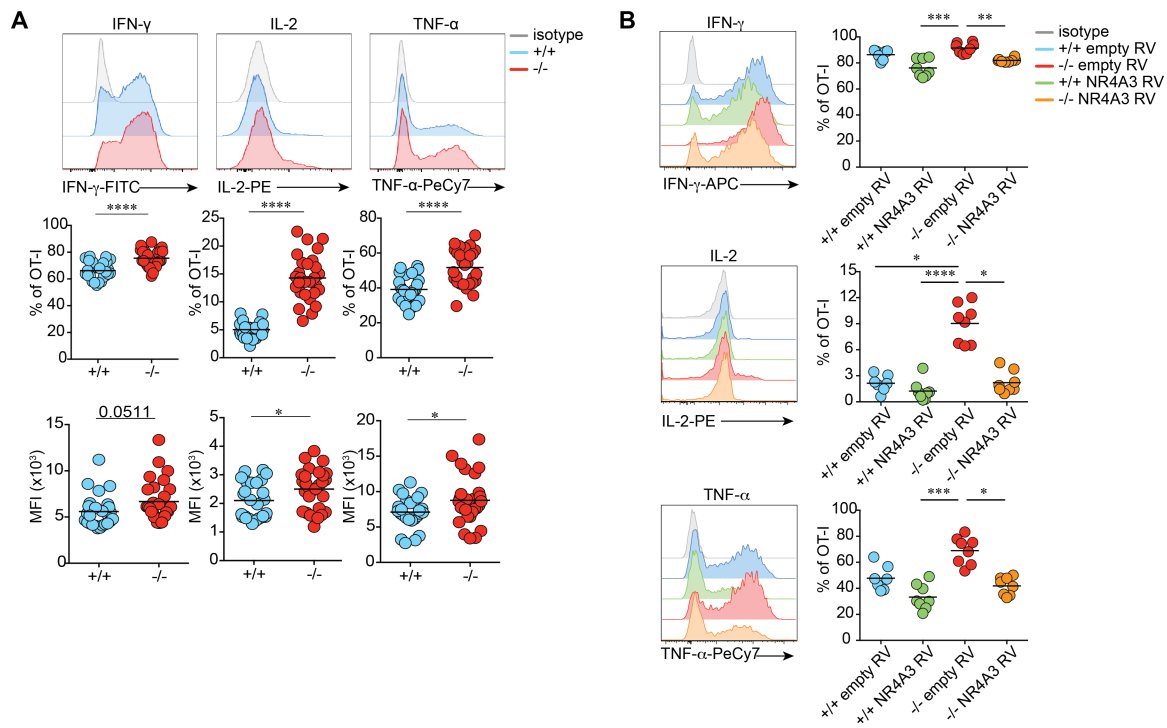 A
IFN-γ
IL-2
TNF-α
isotype
+/+
-/-
IFN-γ-FITC
IL-2-PE
TNF-α-PeCy7
****
% of OT-I
100
80
60
40
20
0
+/+
-/-
****
% of OT-I
25
20
15
10
5
0
+/+
-/-
****
% of OT-I
80
60
40
20
0
+/+
-/-
0.0511
MFI (x10³)
15
10
5
0
+/+
-/-
*
MFI (x10³)
5
4
3
2
1
0
+/+
-/-
*
MFI (x10³)
20
15
10
5
0
+/+
-/-
B
IFN-γ
IFN-γ-APC
*** **
% of OT-I
100
80
60
40
20
0
+/+ empty RV
+/+ NR4A3 RV
-/- empty RV
-/- NR4A3 RV
isotype
+/+ empty RV
-/- empty RV
+/+ NR4A3 RV
-/- NR4A3 RV
IL-2
IL-2-PE
*
**** *
% of OT-I
12
9
6
3
0
+/+ empty RV
+/+ NR4A3 RV
-/- empty RV
-/- NR4A3 RV
TNF-α
TNF-α-PeCy7
*** *
% of OT-I
100
80
60
40
20
0
+/+ empty RV
+/+ NR4A3 RV
-/- empty RV
-/- NR4A3 RV